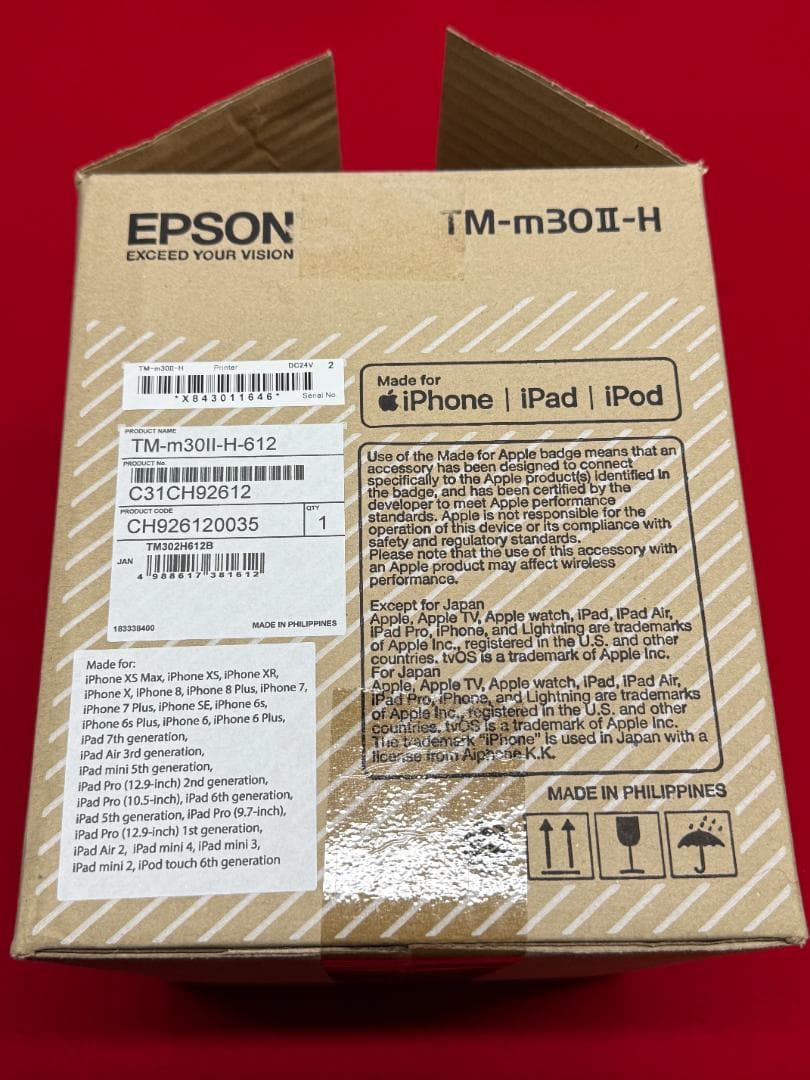 EPSON
EXCEED YOUR VISION
TM-m30Ⅱ-H
TM-m30Ⅱ-H Printer DC24V 2
*X843011646* Serial No.
PRODUCT NAME
TM-m30II-H-612
PRODUCT No.
C31CH92612
PRODUCT CODE
CH926120035
QTY
1
TM302H612B
JAN
4 988617 381612
183338400 MADE IN PHILIPPINES
Made for:
iPhone XS Max, iPhone XS, iPhone XR,
iPhone X, iPhone 8, iPhone 8 Plus, iPhone 7,
iPhone 7 Plus, iPhone SE, iPhone 6s,
iPhone 6s Plus, iPhone 6, iPhone 6 Plus,
iPad 7th generation,
iPad Air 3rd generation,
iPad mini 5th generation,
iPad Pro (12.9-inch) 2nd generation,
iPad Pro (10.5-inch), iPad 6th generation,
iPad 5th generation, iPad Pro (9.7-inch),
iPad Pro (12.9-inch) 1st generation,
iPad Air 2, iPad mini 4, iPad mini 3,
iPad mini 2, iPod touch 6th generation
Made for
iPhone | iPad | iPod
Use of the Made for Apple badge means that an
accessory has been designed to connect
specifically to the Apple product(s) identified in
the badge, and has been certified by the
developer to meet Apple performance
standards. Apple is not responsible for the
operation of this device or its compliance with
safety and regulatory standards.
Please note that the use of this accessory with
an Apple product may affect wireless
performance.
Except for Japan
Apple, Apple TV, Apple watch, iPad, iPad Air,
iPad Pro, iPhone, and Lightning are trademarks
of Apple Inc., registered in the U.S. and other
countries. tvOS is a trademark of Apple Inc.
For Japan
Apple, Apple TV, Apple watch, iPad, iPad Air,
iPad Pro, iPhone, and Lightning are trademarks
of Apple Inc., registered in the U.S. and other
countries. tvOS is a trademark of Apple Inc.
The trademark "iPhone" is used in Japan with a
license from Aiphone K.K.
MADE IN PHILIPPINES